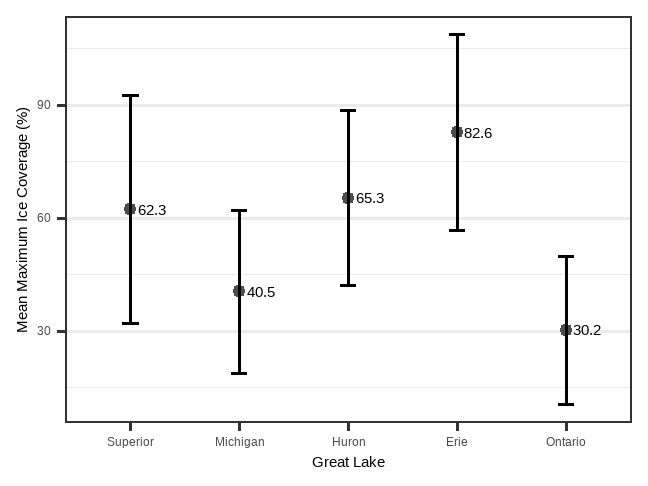 Mean Maximum Ice Coverage (%)
90
60
30
62.3
40.5
65.3
82.6
30.2
Superior
Michigan
Huron
Erie
Ontario
Great Lake